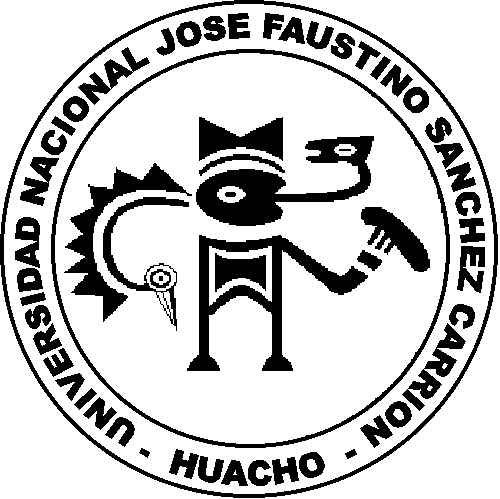 UNIVERSIDAD NACIONAL JOSE FAUSTINO SANCHEZ CARRION
- HUACHO -